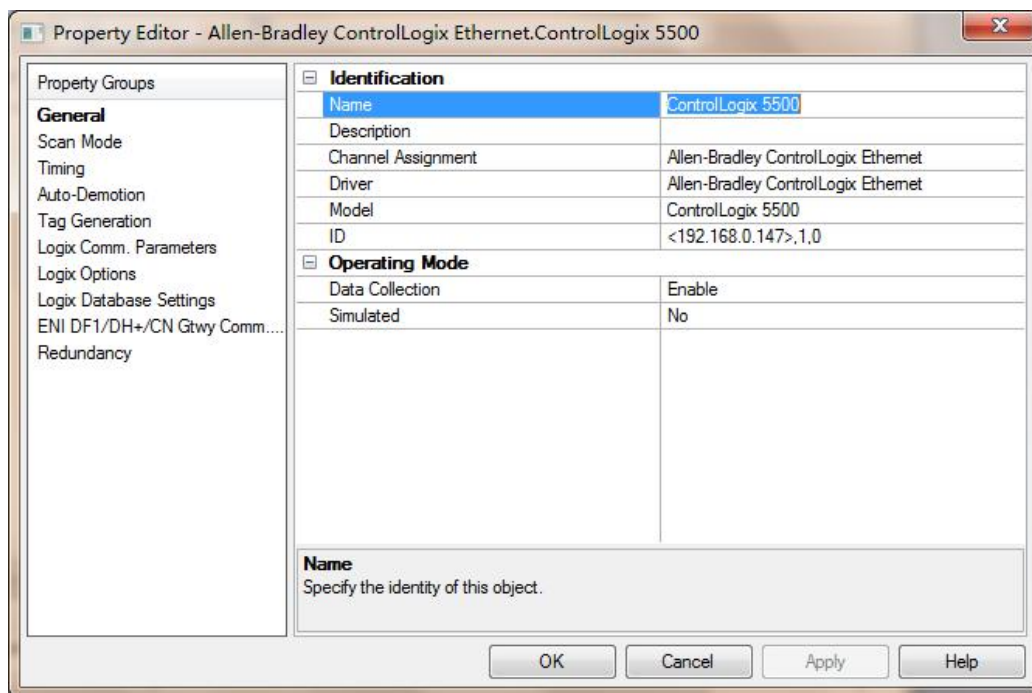 Property Editor - Allen-Bradley ControlLogix Ethernet.ControlLogix 5500
Property Groups
General
Scan Mode
Timing
Auto-Demotion
Tag Generation
Logix Comm. Parameters
Logix Options
Logix Database Settings
ENI DF1/DH+/CN Gtwy Comm....
Redundancy
Identification
Name ControlLogix 5500
Description
Channel Assignment Allen-Bradley ControlLogix Ethernet
Driver Allen-Bradley ControlLogix Ethernet
Model ControlLogix 5500
ID <192.168.0.147>,1,0
Operating Mode
Data Collection Enable
Simulated No
Name
Specify the identity of this object.
OK Cancel Apply Help